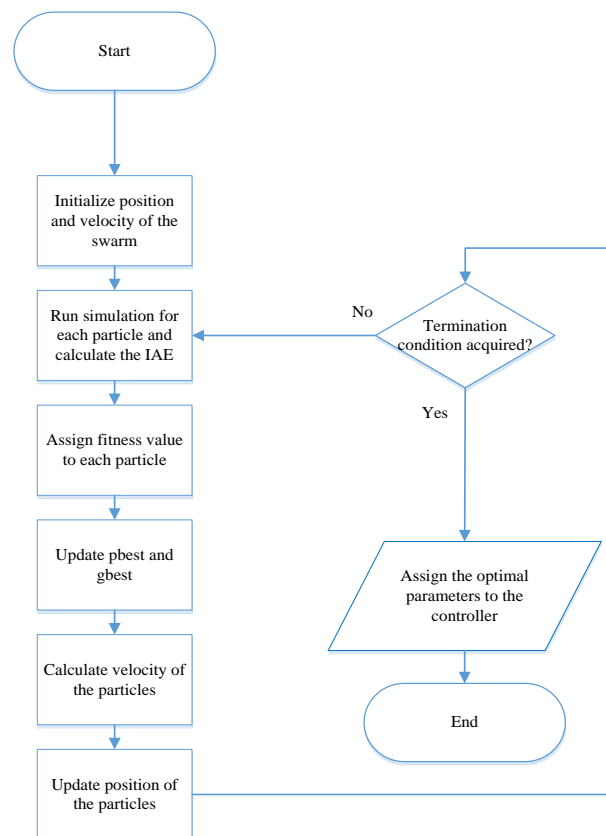 Start
Initialize position
and velocity of the
swarm
Run simulation for
each particle and
calculate the IAE
Assign fitness value
to each particle
Update pbest and
gbest
Calculate velocity of
the particles
Update position of
the particles
No
Termination
condition acquired?
Yes
Assign the optimal
parameters to the
controller
End